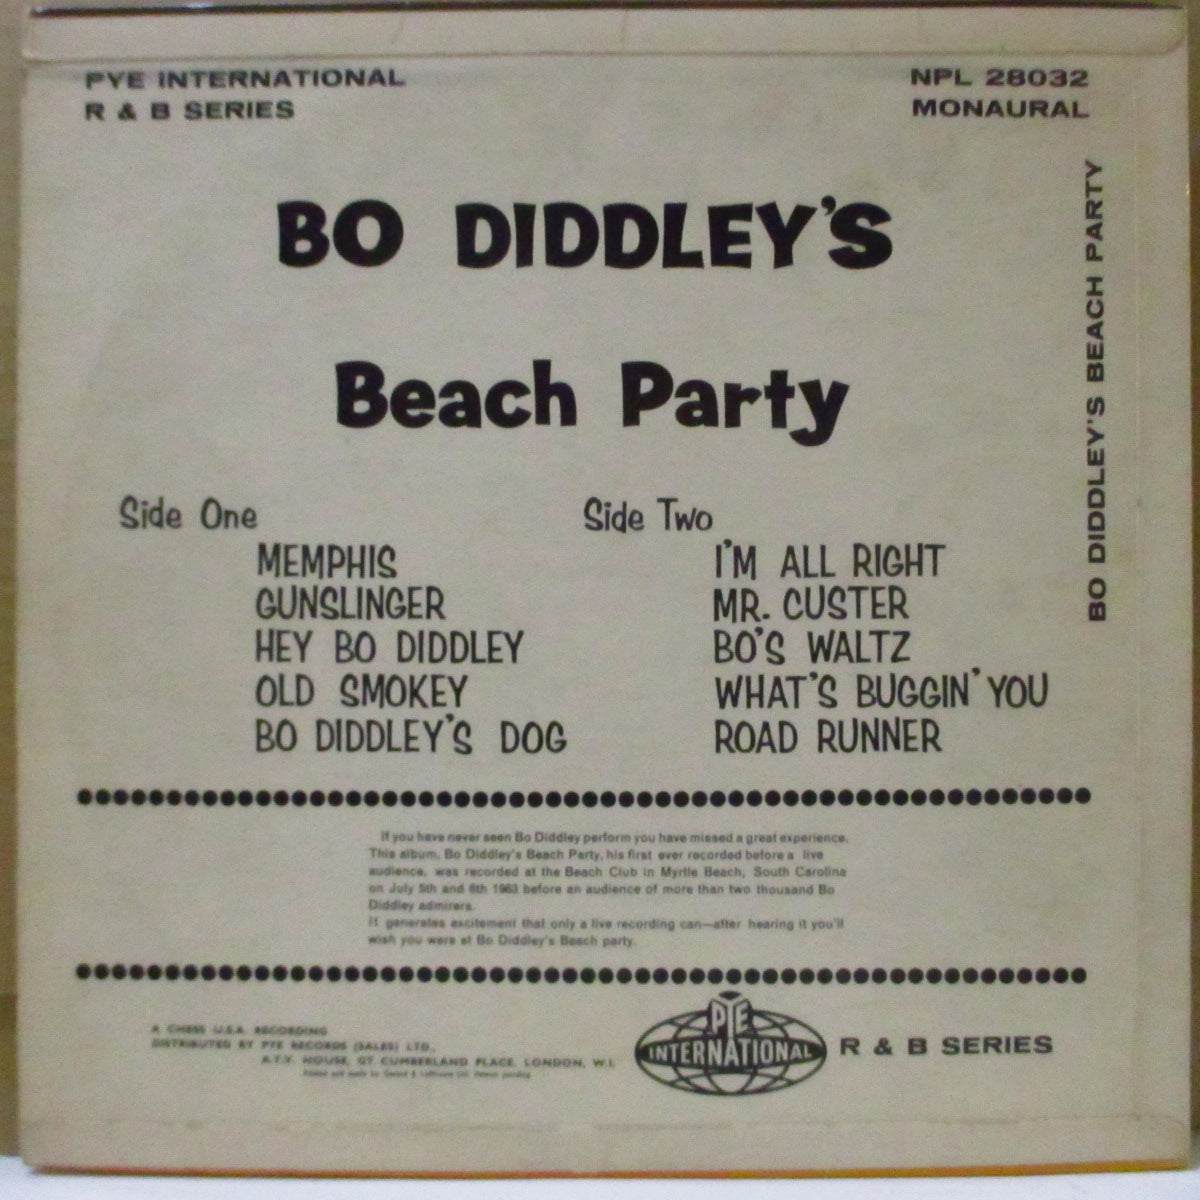 PYE INTERNATIONAL
R & B SERIES
NPL 28032
MONAURAL
BO DIDDLEY'S BEACH PARTY
BO DIDDLEY'S
Beach Party
Side One
MEMPHIS
GUNSLINGER
HEY BO DIDDLEY
OLD SMOKEY
BO DIDDLEY'S DOG
Side Two
I'M ALL RIGHT
MR. CUSTER
BO'S WALTZ
WHAT'S BUGGIN' YOU
ROAD RUNNER
If you have never seen Bo Diddley perform you have missed a great experience.
This album, Bo Diddley's Beach Party, his first ever recorded before a live
audience, was recorded at the Beach Club in Myrtle Beach, South Carolina
on July 5th and 6th 1963 before an audience of more than two thousand Bo
Diddley admirers.
It generates excitement that only a live recording can—after hearing it you'll
wish you were at Bo Diddley's Beach party.
A CHESS U.S.A. RECORDING
DISTRIBUTED BY PYE RECORDS (SALES) LTD.,
A.T.V. HOUSE, GT CUMBERLAND PLACE, LONDON, W.1.
Printed and made by
PYE
INTERNATIONAL
R & B SERIES